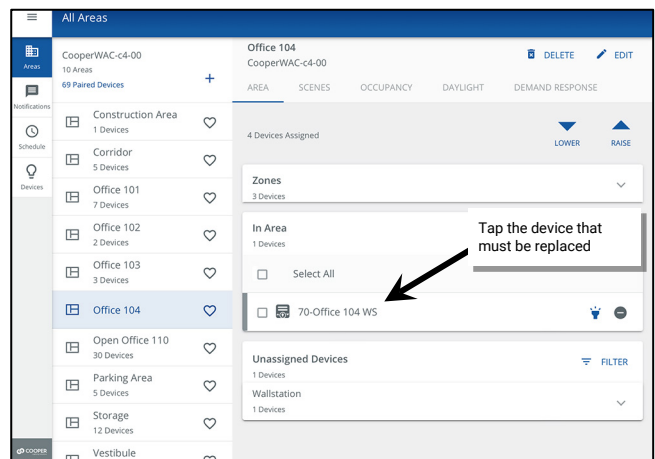 All Areas
Areas
Notifications
Schedule
Devices
COOPER
CooperWAC-c4-00
10 Areas
69 Paired Devices
+
Construction Area
1 Devices
Corridor
5 Devices
Office 101
7 Devices
Office 102
2 Devices
Office 103
3 Devices
Office 104
Open Office 110
30 Devices
Parking Area
5 Devices
Storage
12 Devices
Vestibule
Office 104
CooperWAC-c4-00
DELETE
EDIT
AREA SCENES OCCUPANCY DAYLIGHT DEMAND RESPONSE
4 Devices Assigned
LOWER RAISE
Zones
3 Devices
In Area
1 Devices
Tap the device that
must be replaced
Select All
70-Office 104 WS
Unassigned Devices
1 Devices
FILTER
Wallstation
1 Devices